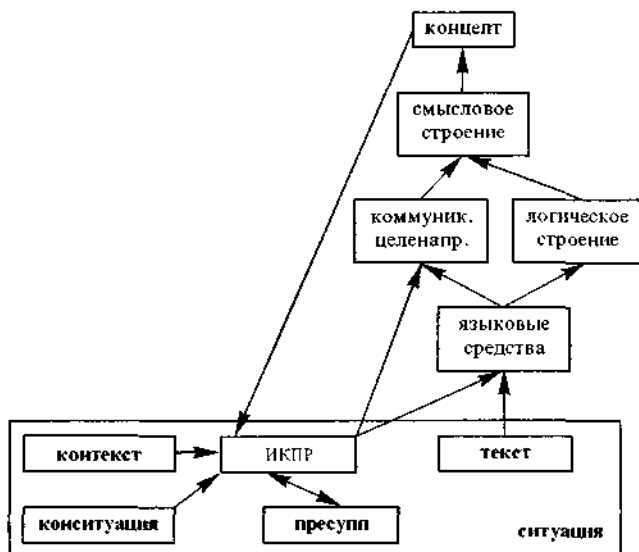 концепт
смысловое
строение
коммуник.
целенапр.
логическое
строение
языковые
средства
контекст
ИКПР
текст
конситуация
пресупп
ситуация